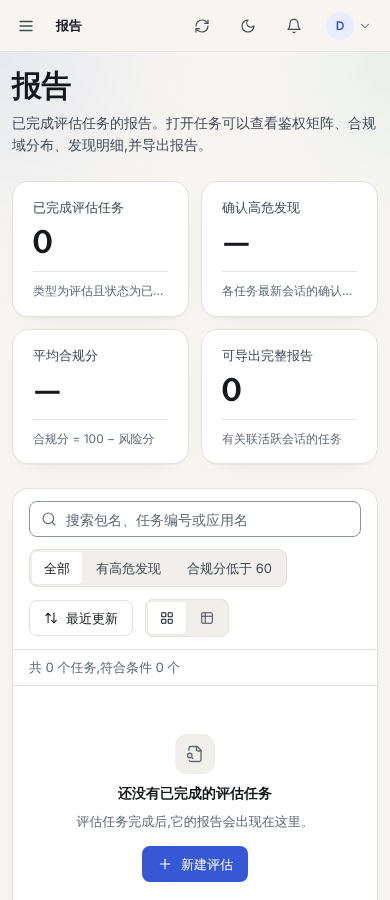 报告
D
报告
已完成评估任务的报告。打开任务可以查看鉴权矩阵、合规
域分布、发现明细,并导出报告。
已完成评估任务
0
类型为评估且状态为已...
确认高危发现
—
各任务最新会话的确认...
平均合规分
—
合规分 = 100 − 风险分
可导出完整报告
0
有关联活跃会话的任务
搜索包名、任务编号或应用名
全部 有高危发现 合规分低于 60
最近更新
共 0 个任务,符合条件 0 个
还没有已完成的评估任务
评估任务完成后,它的报告会出现在这里。
新建评估